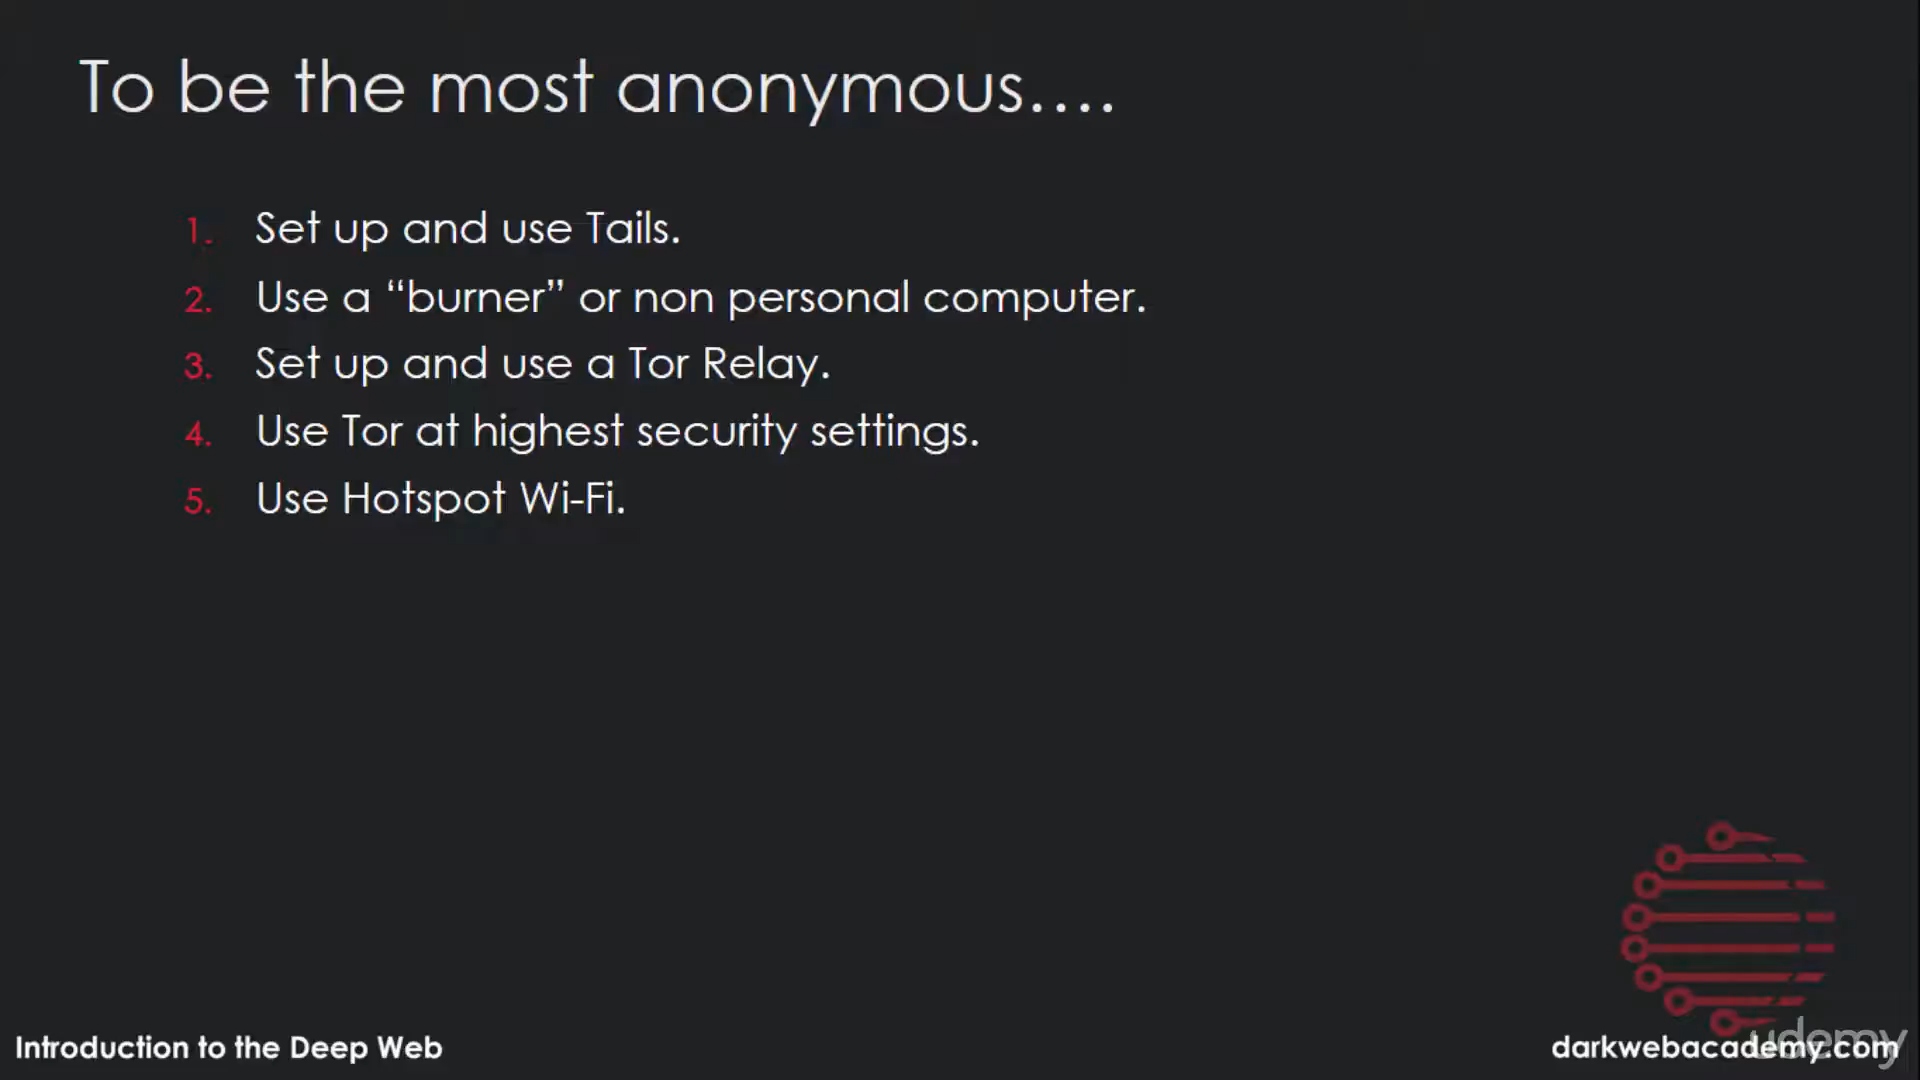 To be the most anonymous....
1. Set up and use Tails.
2. Use a “burner” or non personal computer.
3. Set up and use a Tor Relay.
4. Use Tor at highest security settings.
5. Use Hotspot Wi-Fi.
Introduction to the Deep Web
darkwebacademy.com
udemy